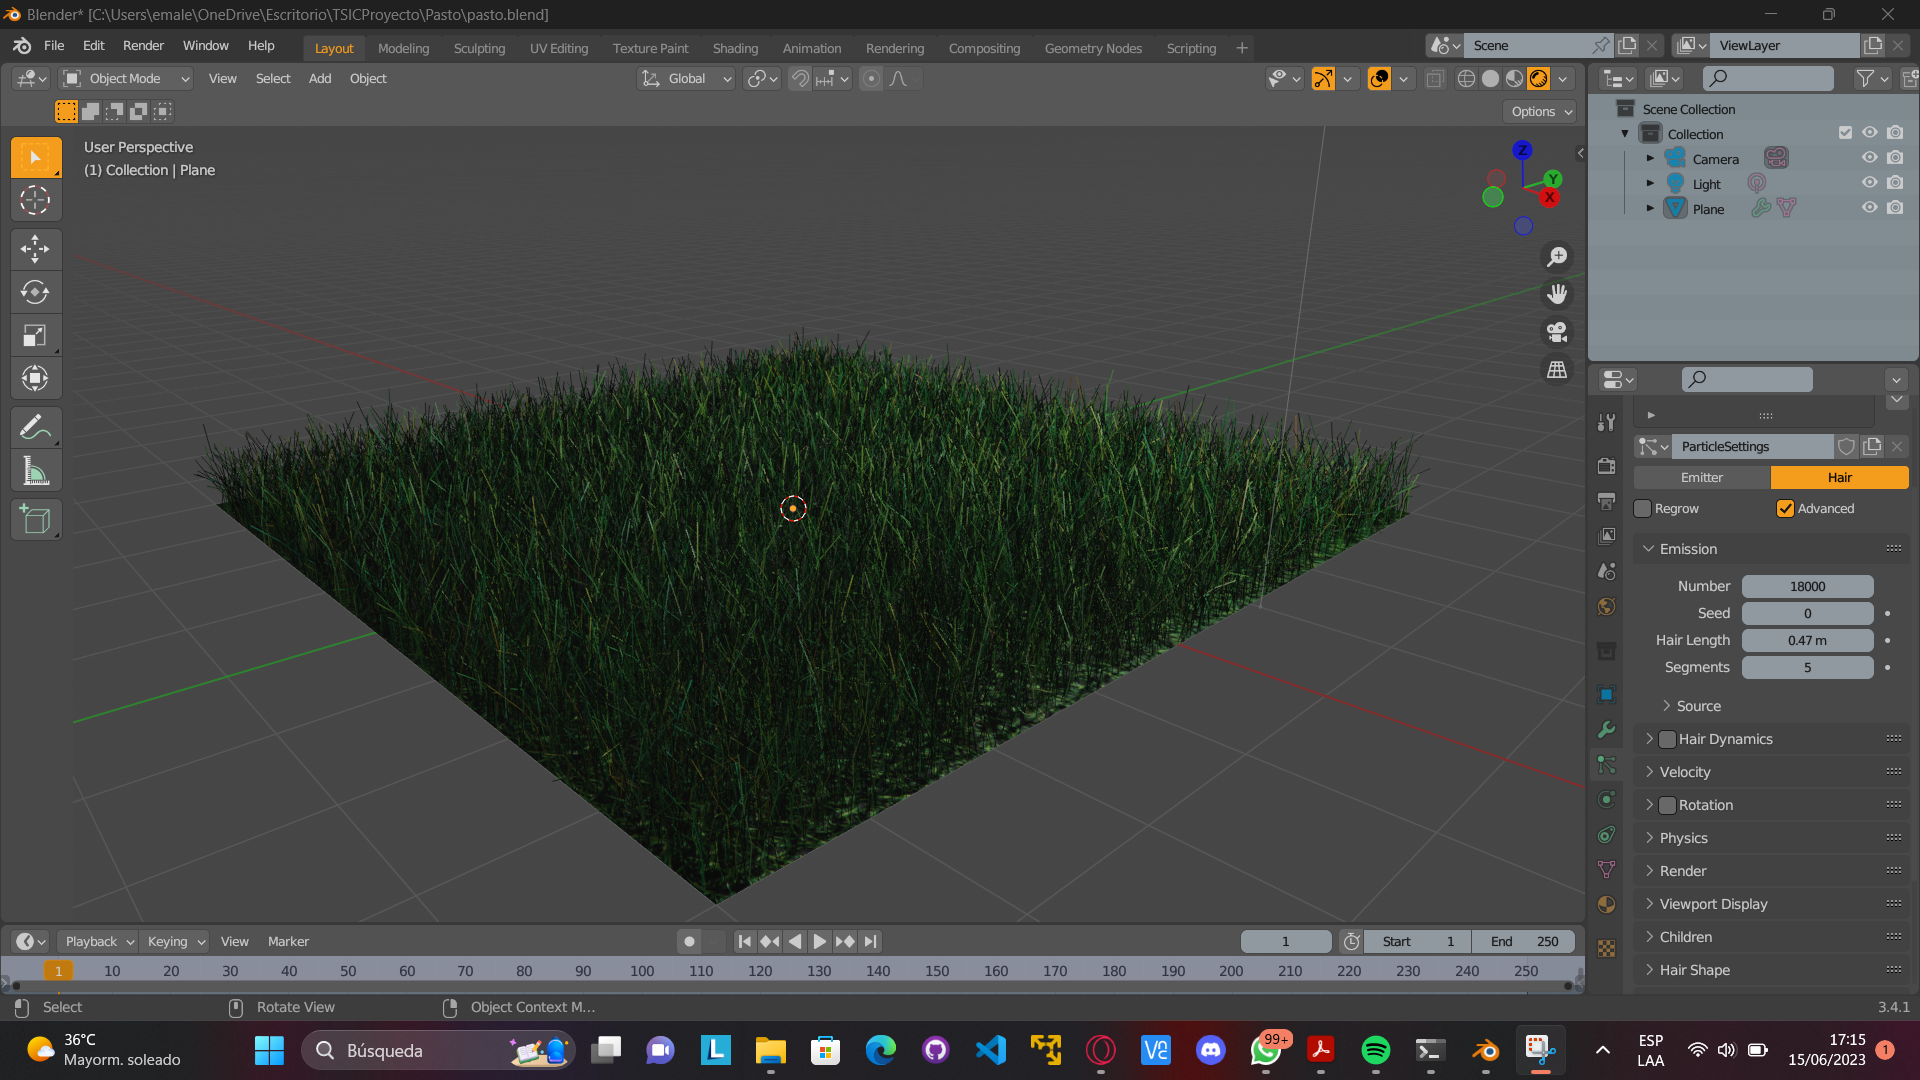 Blender* [C:\Users\emale\OneDrive\Escritorio\TSICProyecto\Pasto\pasto.blend]
File Edit Render Window Help Layout Modeling Sculpting UV Editing Texture Paint Shading Animation Rendering Compositing Geometry Nodes Scripting + Scene ViewLayer
Object Mode View Select Add Object Global
Options
User Perspective
(1) Collection | Plane
Z
Y
X
Scene Collection
Collection
Camera
Light
Plane
ParticleSettings
Emitter Hair
Regrow Advanced
Emission
Number 18000
Seed 0
Hair Length 0.47 m
Segments 5
Source
Hair Dynamics
Velocity
Rotation
Physics
Render
Viewport Display
Children
Hair Shape
Playback Keying View Marker 1 Start 1 End 250
1 10 20 30 40 50 60 70 80 90 100 110 120 130 140 150 160 170 180 190 200 210 220 230 240 250
Select Rotate View Object Context M... 3.4.1
36°C
Mayorm. soleado
Búsqueda
L
VC
99+
ESP
LAA
17:15
15/06/2023
1